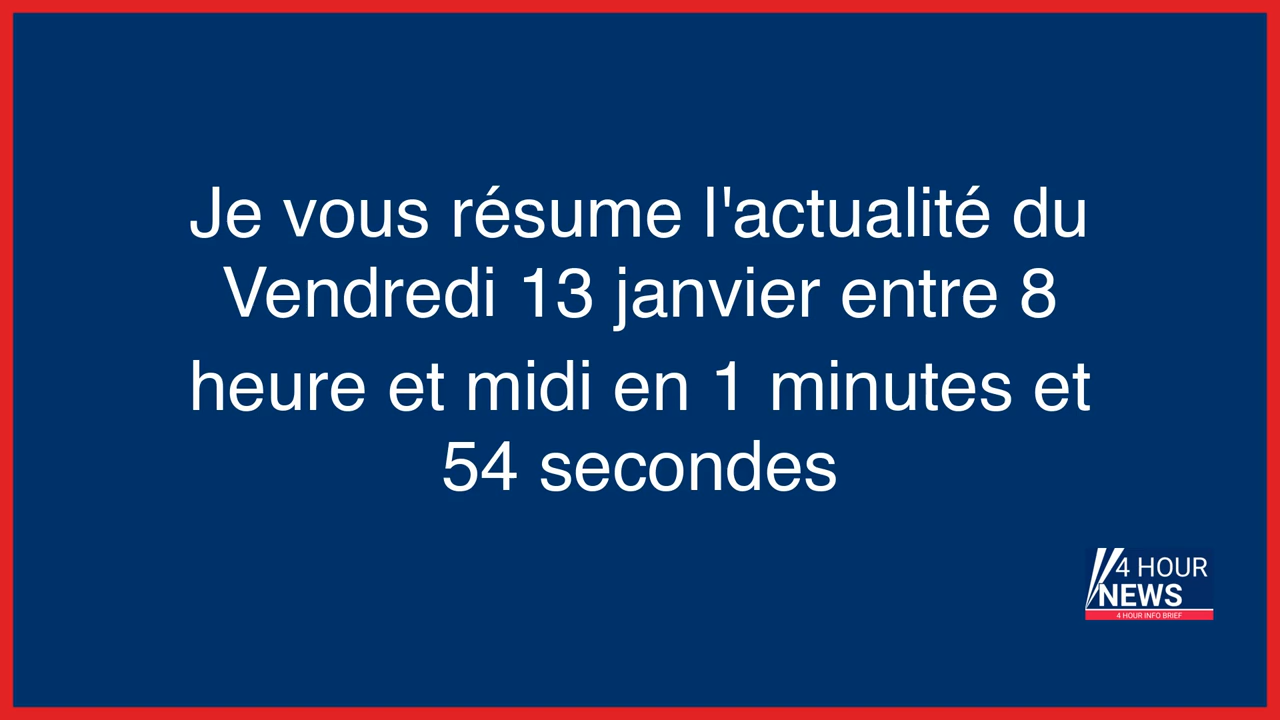 Je vous résume l'actualité du
Vendredi 13 janvier entre 8
heure et midi en 1 minutes et
54 secondes
4 HOUR
NEWS
4 HOUR INFO BRIEF